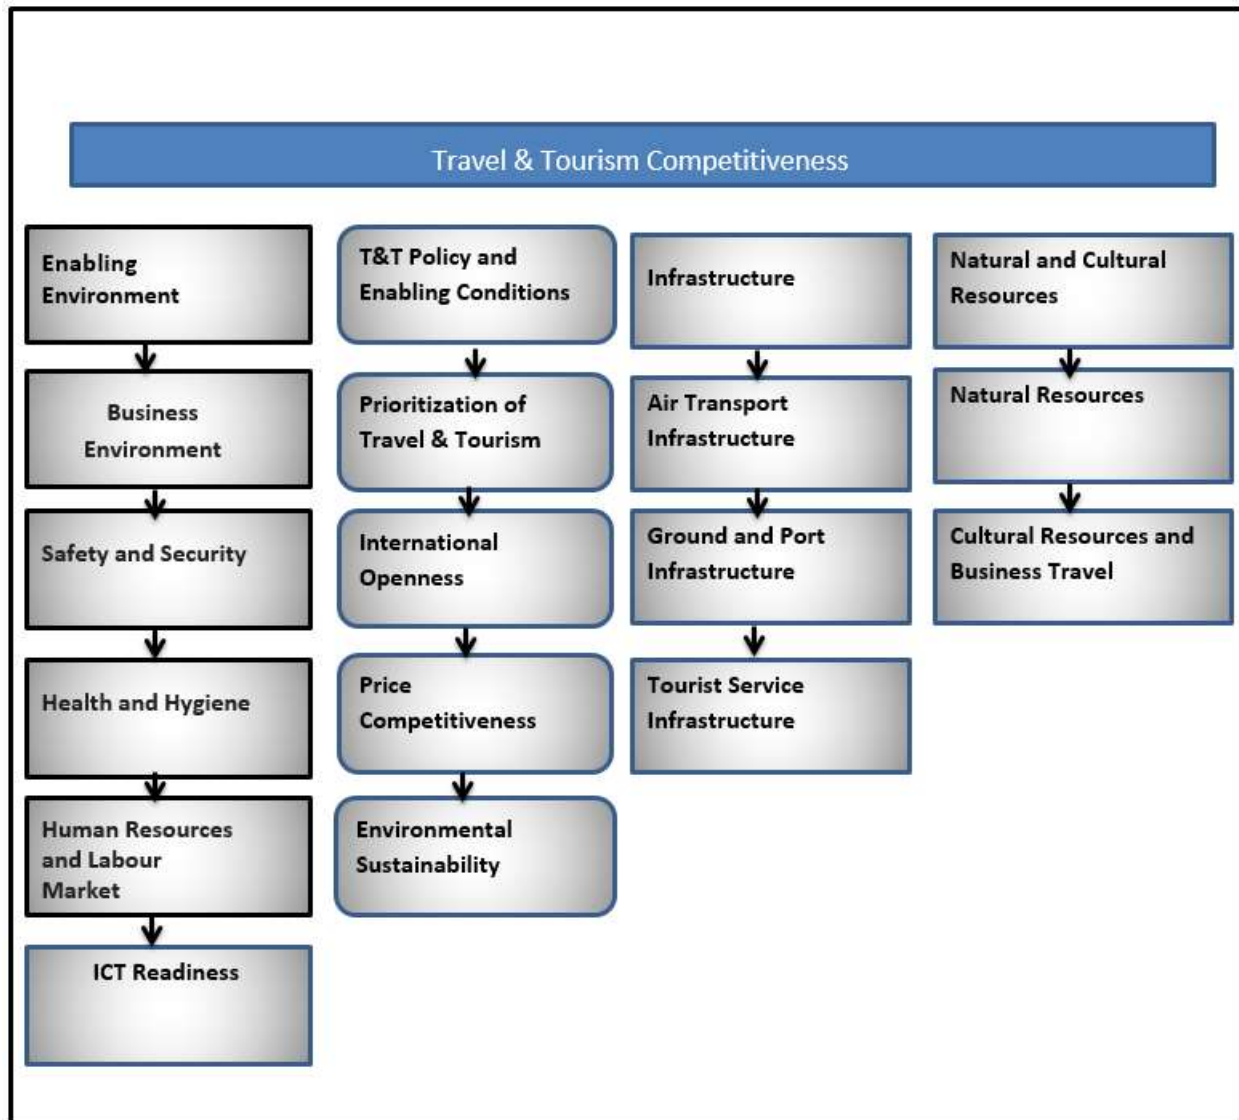 Travel & Tourism Competitiveness
Enabling
Environment
Business
Environment
Safety and Security
Health and Hygiene
Human Resources
and Labour
Market
ICT Readiness
T&T Policy and
Enabling Conditions
Prioritization of
Travel & Tourism
International
Openness
Price
Competitiveness
Environmental
Sustainability
Infrastructure
Air Transport
Infrastructure
Ground and Port
Infrastructure
Tourist Service
Infrastructure
Natural and Cultural
Resources
Natural Resources
Cultural Resources and
Business Travel